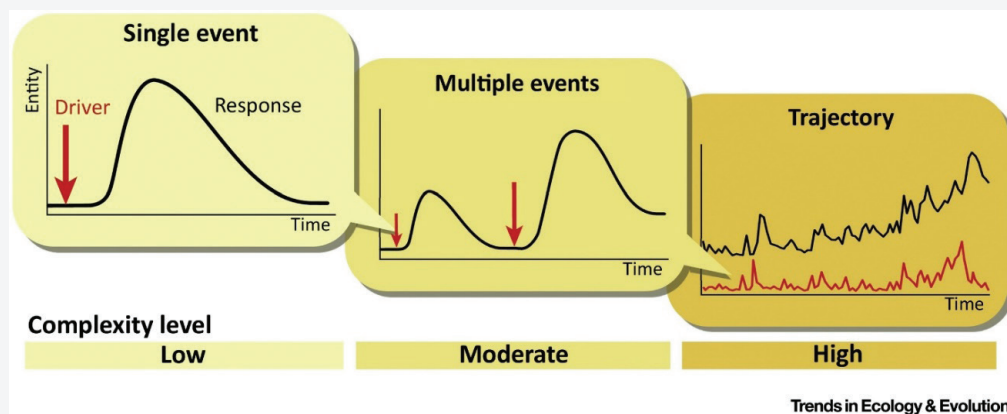 Single event
Entity
Driver
Response
Time
Multiple events
Time
Trajectory
Time
Complexity level
Low
Moderate
High
Trends in Ecology & Evolution